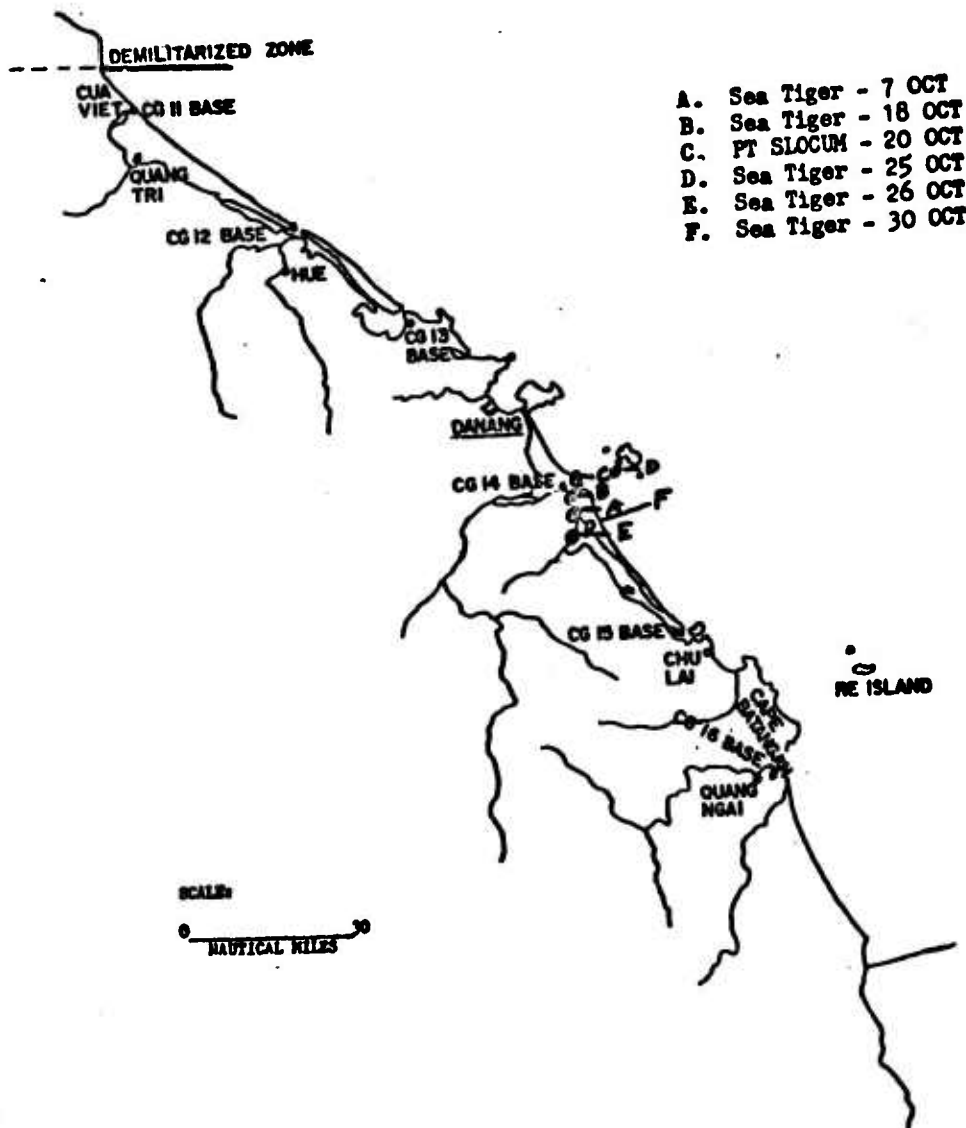 DEMILITARIZED ZONE
CUA
VIET
CG 11 BASE
QUANG
TRI
CG 12 BASE
HUE
CG 13
BASE
DANANG
CG 14 BASE
C
D
B
A
F
E
CG 15 BASE
CHU
LAI
RE ISLAND
CAPE
BATANGAN
CG 16 BASE
QUANG
NGAI
SCALE:
0 30
NAUTICAL MILES
A. Sea Tiger - 7 OCT
B. Sea Tiger - 18 OCT
C. PT SLOCUM - 20 OCT
D. Sea Tiger - 25 OCT
E. Sea Tiger - 26 OCT
F. Sea Tiger - 30 OCT